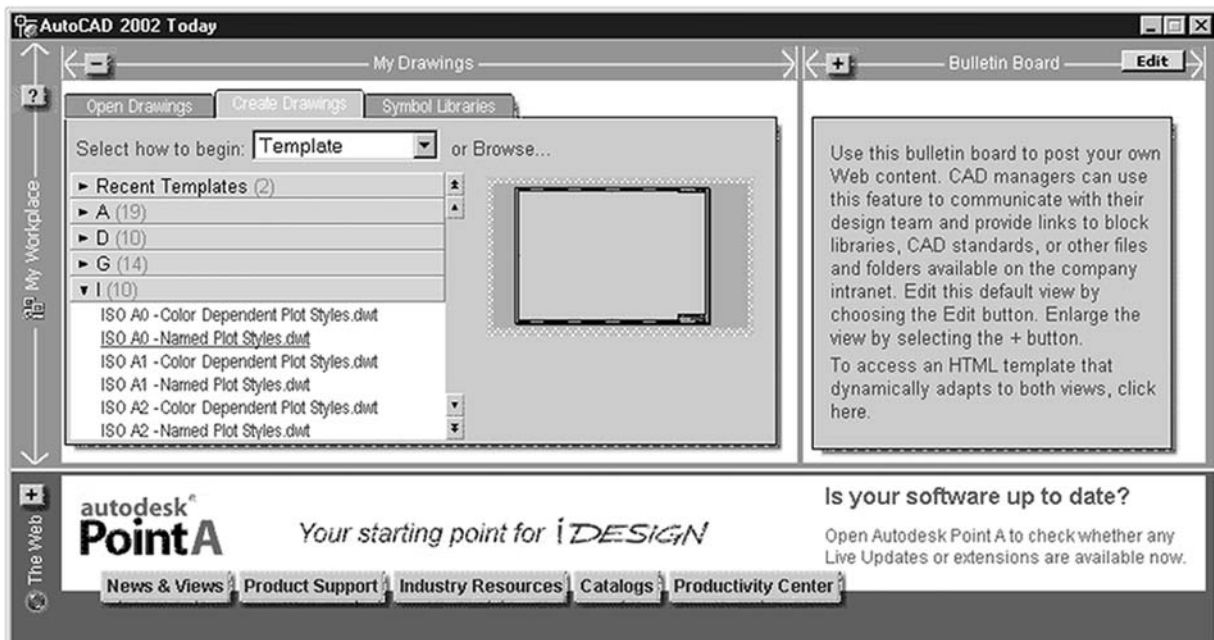 AutoCAD 2002 Today
My Drawings
Bulletin Board
Edit
?
My Workplace
Open Drawings
Create Drawings
Symbol Libraries
Select how to begin: Template or Browse...
Recent Templates (2)
A (19)
D (10)
G (14)
I (10)
ISO A0 -Color Dependent Plot Styles.dwt
ISO A0 -Named Plot Styles.dwt
ISO A1 -Color Dependent Plot Styles.dwt
ISO A1 -Named Plot Styles.dwt
ISO A2 -Color Dependent Plot Styles.dwt
ISO A2 -Named Plot Styles.dwt
Use this bulletin board to post your own
Web content. CAD managers can use
this feature to communicate with their
design team and provide links to block
libraries, CAD standards, or other files
and folders available on the company
intranet. Edit this default view by
choosing the Edit button. Enlarge the
view by selecting the + button.
To access an HTML template that
dynamically adapts to both views, click
here.
The Web
autodesk®
Point A
Your starting point for iDESIGN
Is your software up to date?
Open Autodesk Point A to check whether any
Live Updates or extensions are available now.
News & Views
Product Support
Industry Resources
Catalogs
Productivity Center